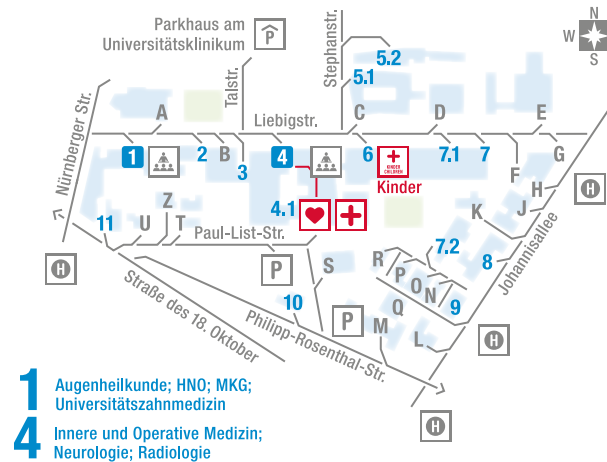 N
W
S
Parkhaus am
Universitätsklinikum
P
Stephanstr.
5.2
5.1
Talstr.
Nürnberger Str.
A
Liebigstr.
C
D
E
1
2
B
3
4
6
KINDER
CHILDREN
Kinder
7.1
7
F
G
H
H
J
K
4.1
Z
11
U
T
Paul-List-Str.
7.2
8
Johannisallee
H
P
S
R
P
O
N
9
Straße des 18. Oktober
10
Philipp-Rosenthal-Str.
P
Q
M
L
H
H
1 Augenheilkunde; HNO; MKG;
Universitätszahnmedizin
4 Innere und Operative Medizin;
Neurologie; Radiologie